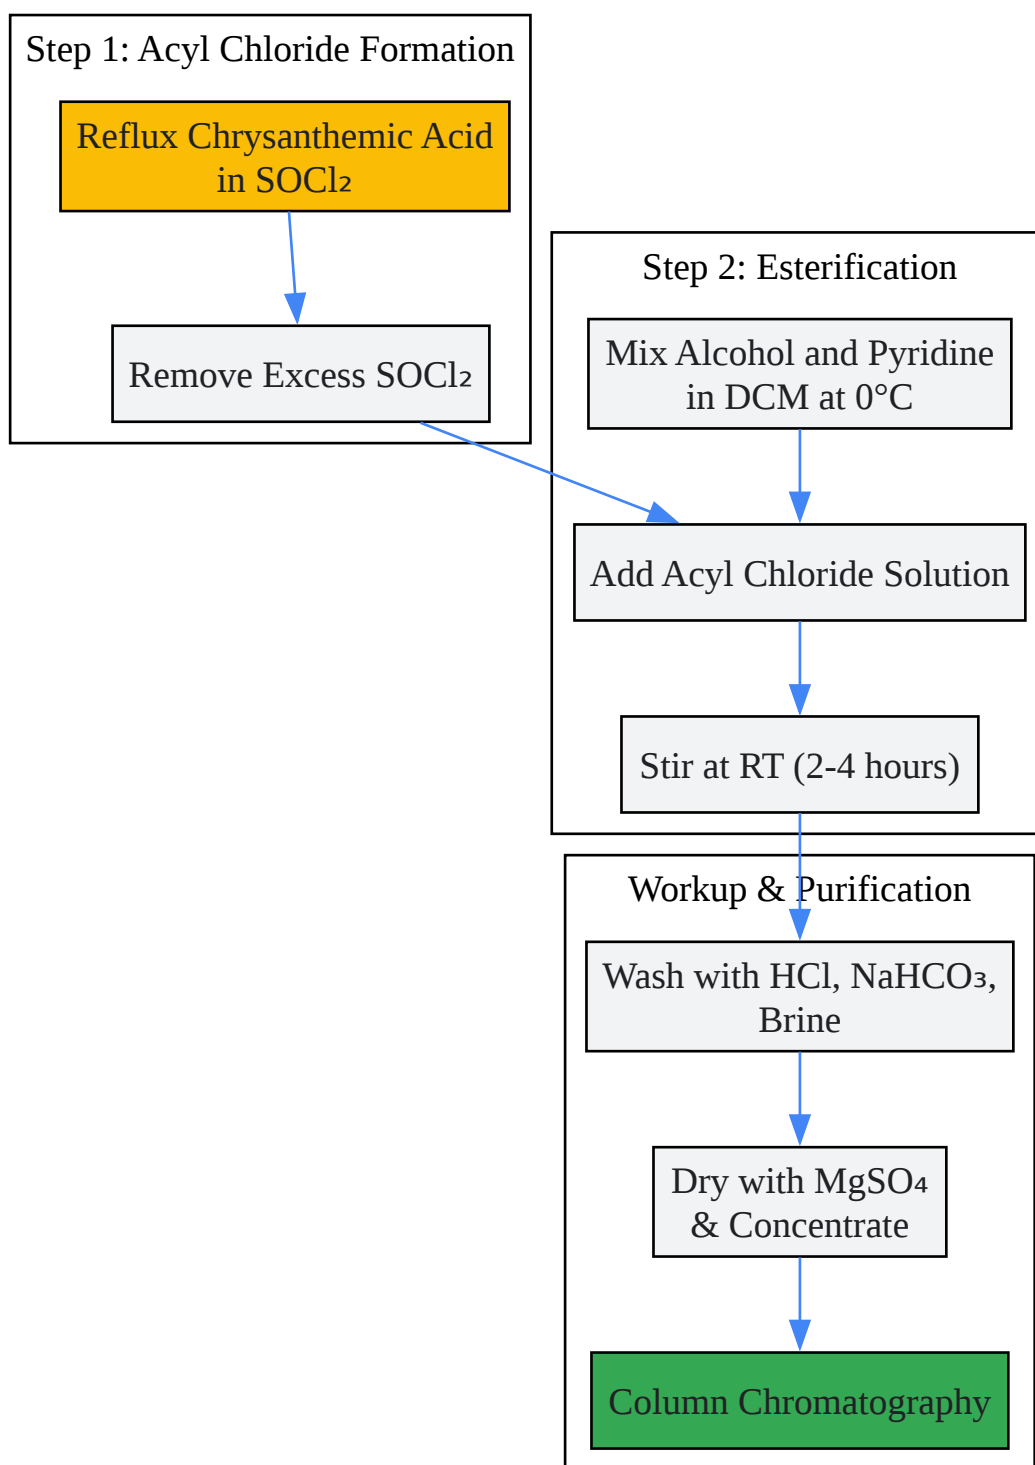 Step 1: Acyl Chloride Formation
Reflux Chrysanthemic Acid
in SOCl₂
Remove Excess SOCl₂
Step 2: Esterification
Mix Alcohol and Pyridine
in DCM at 0°C
Add Acyl Chloride Solution
Stir at RT (2-4 hours)
Workup & Purification
Wash with HCl, NaHCO₃,
Brine
Dry with MgSO₄
& Concentrate
Column Chromatography